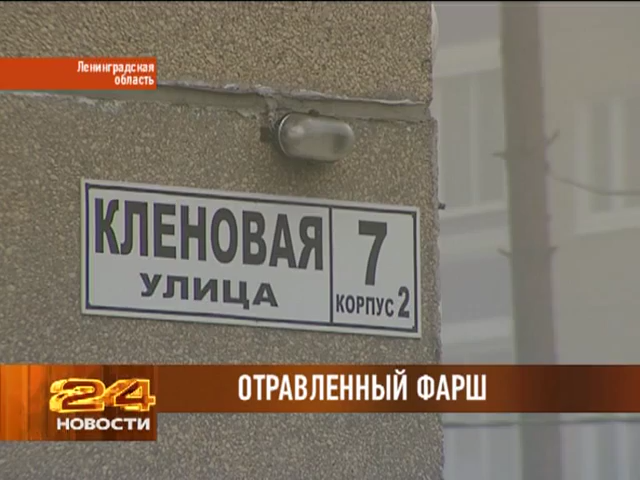 Ленинградская
область
КЛЕНОВАЯ
УЛИЦА
7
КОРПУС 2
24
НОВОСТИ
ОТРАВЛЕННЫЙ ФАРШ